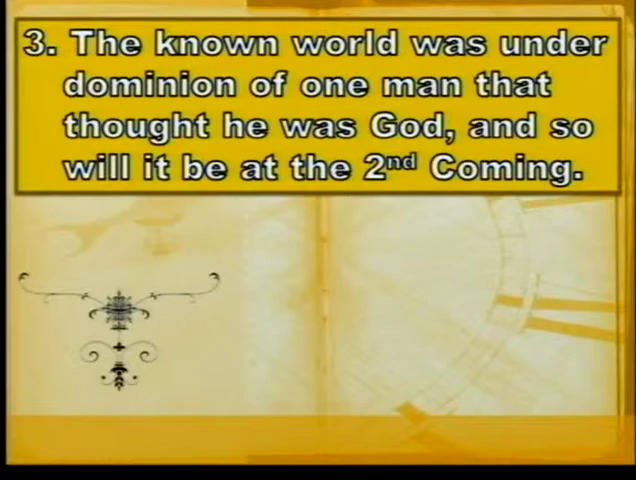 3. The known world was under
dominion of one man that
thought he was God, and so
will it be at the 2nd Coming.